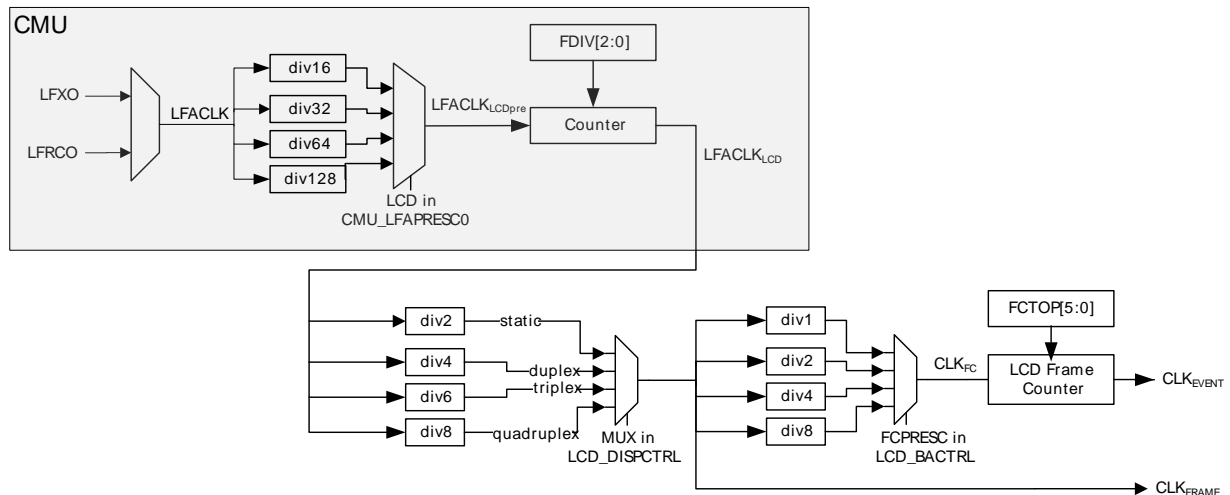 CMU
FDIV[2:0]
LFXO
LFRCO
LFACLK
div16
div32
div64
div128
LCD in
CMU_LFAPRESC0
LFACLKLCDpre
Counter
LFACLKLCD
div2
static
div4
duplex
div6
triplex
div8
quadruplex
MUX in
LCD_DISPCTRL
div1
div2
div4
div8
FCPRESC in
LCD_BACTRL
CLKFC
FCTOP[5:0]
LCD Frame
Counter
CLKEVENT
CLKFRAME